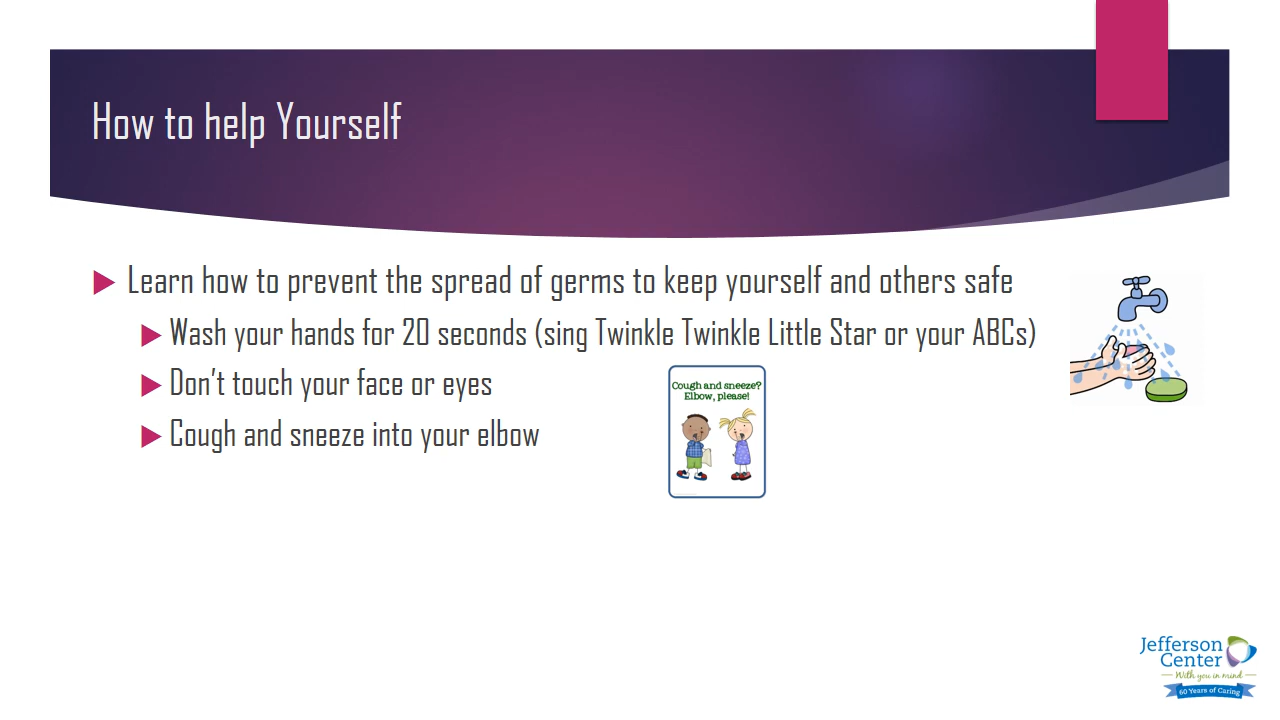 How to help Yourself
Learn how to prevent the spread of germs to keep yourself and others safe
Wash your hands for 20 seconds (sing Twinkle Twinkle Little Star or your ABCs)
Don’t touch your face or eyes
Cough and sneeze into your elbow
Cough and sneeze?
Elbow, please!
Jefferson
Center
With you in mind
60 Years of Caring